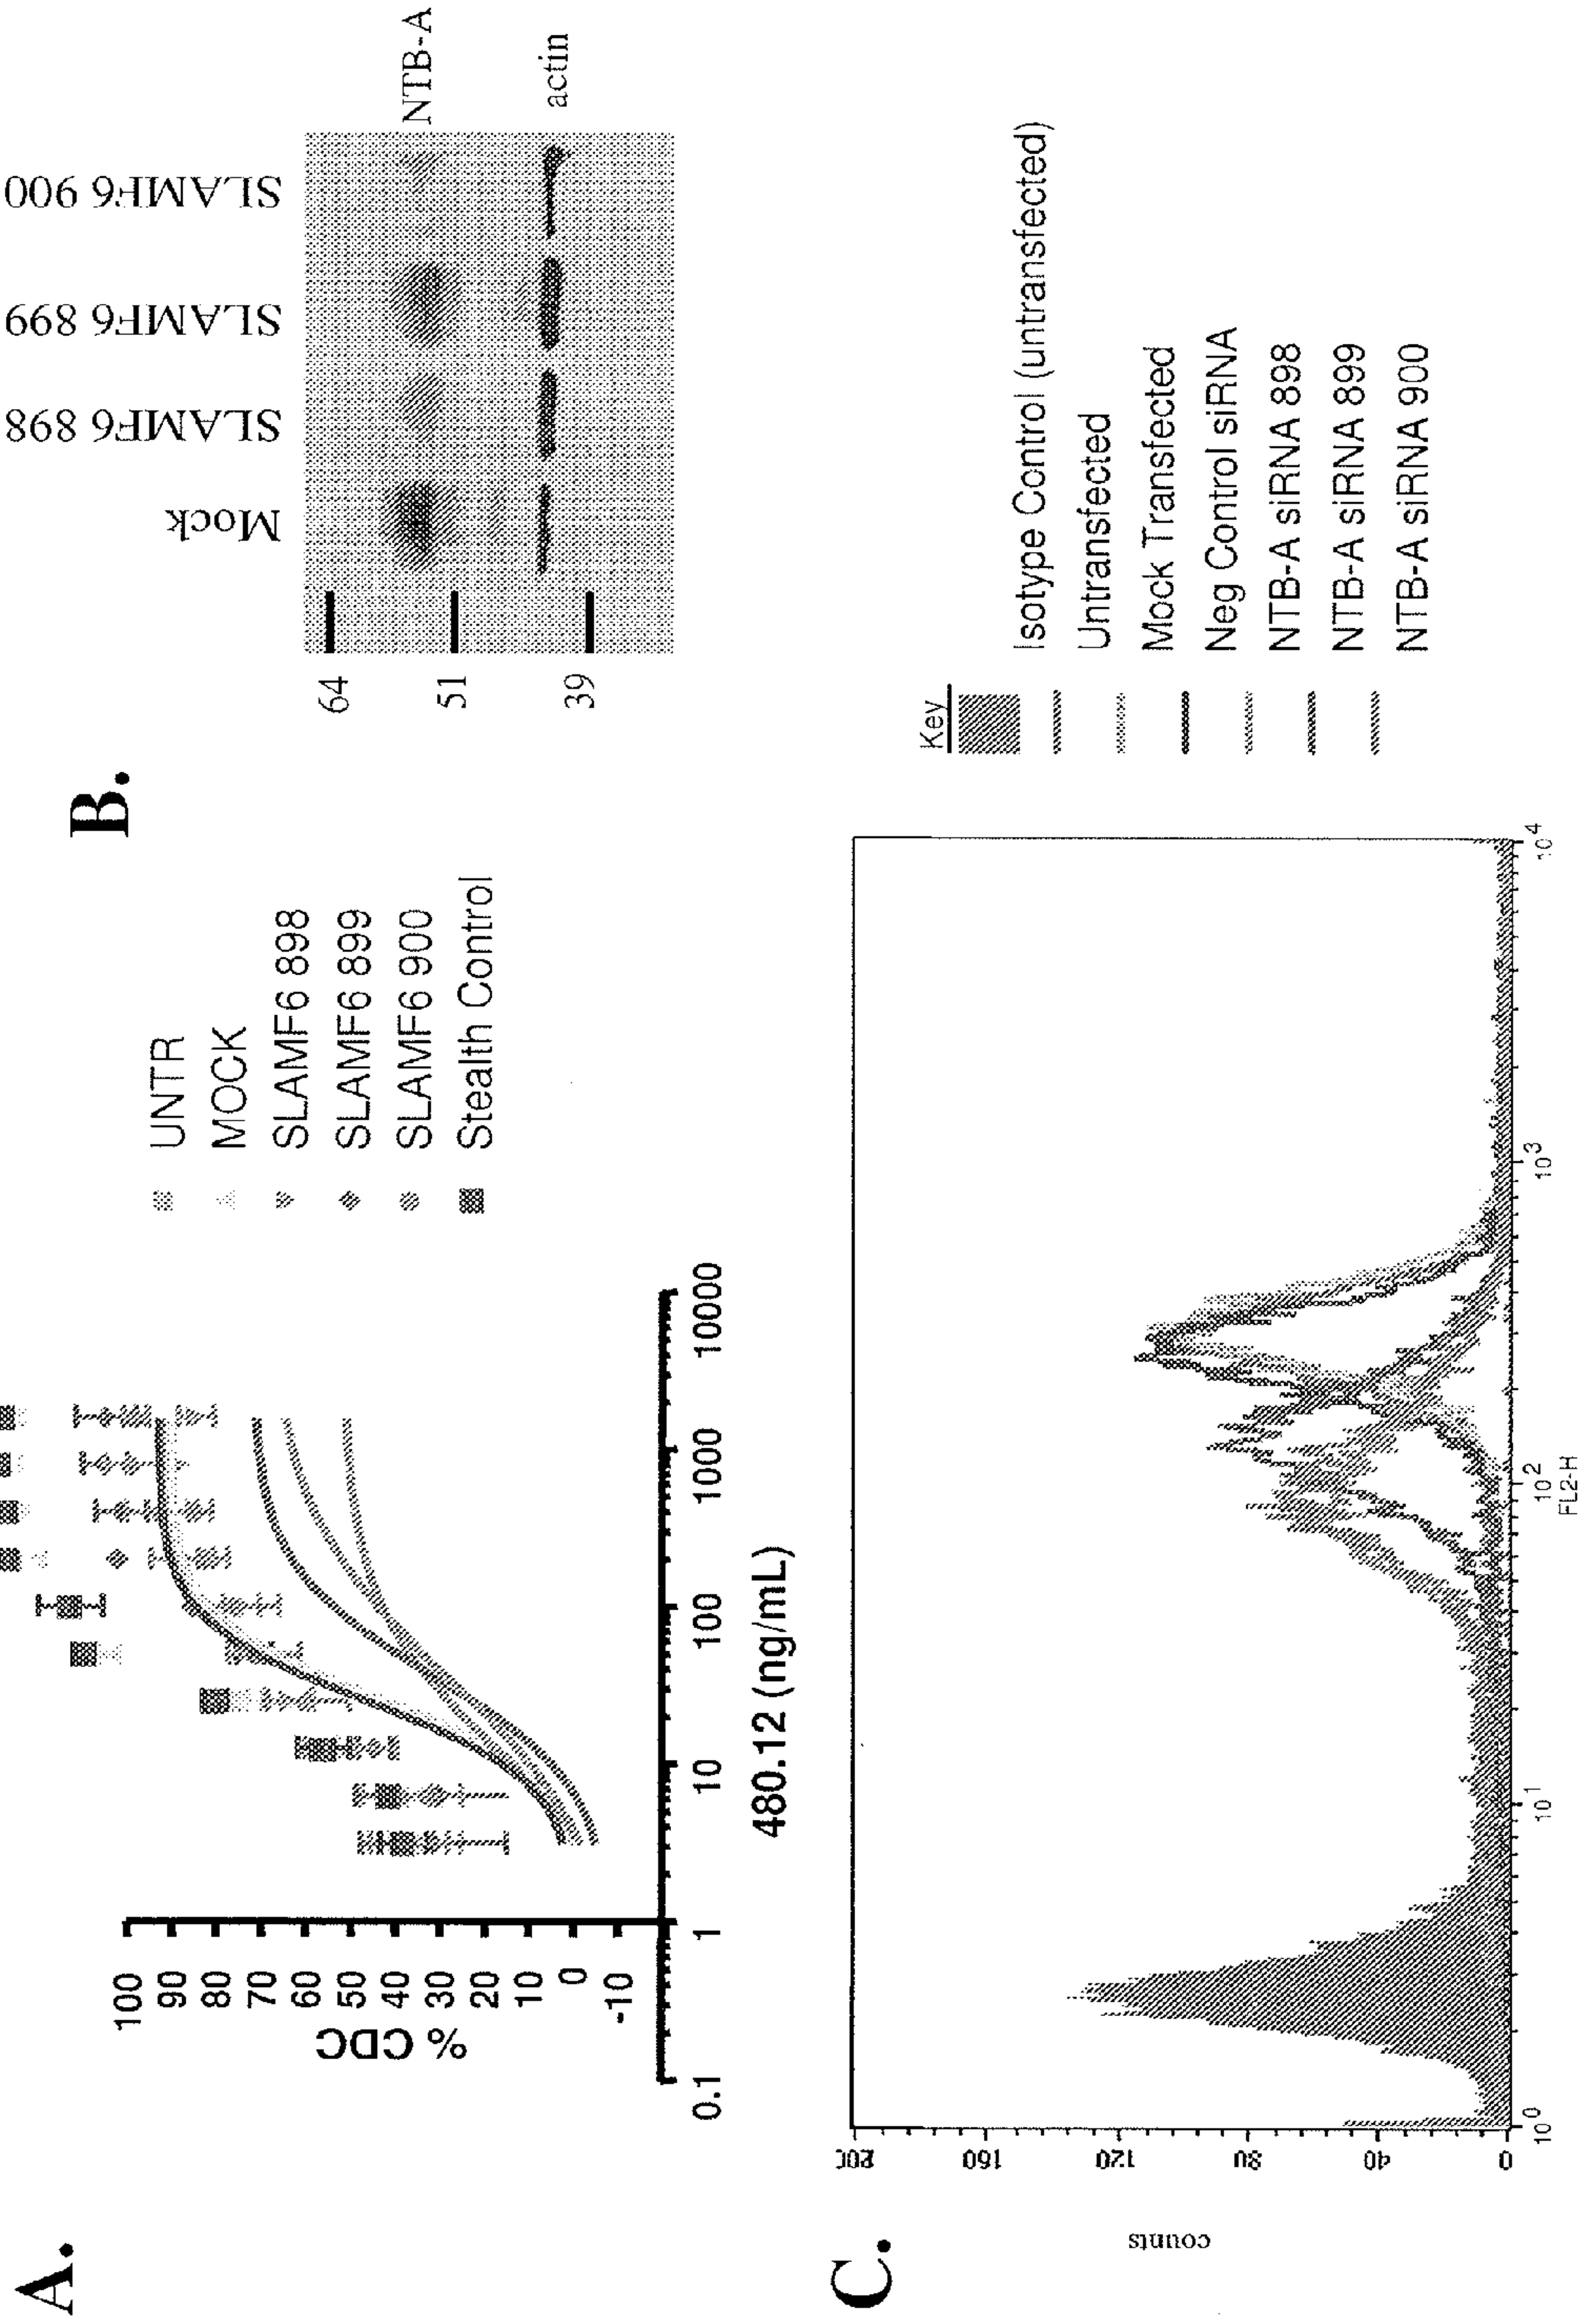 A.
% CDC
100
90
80
70
60
50
40
30
20
10
0
-10
0.1
1
10
100
1000
10000
480.12 (ng/mL)
UNTR
MOCK
SLAMF6 898
SLAMF6 899
SLAMF6 900
Stealth Control
B.
Mock
SLAMF6 898
SLAMF6 899
SLAMF6 900
64
51
39
NTB-A
actin
C.
counts
200
160
120
80
40
0
10^0
10^1
10^2
10^3
10^4
FL2-H
Key
Isotype Control (untransfected)
Untransfected
Mock Transfected
Neg Control siRNA
NTB-A siRNA 898
NTB-A siRNA 899
NTB-A siRNA 900